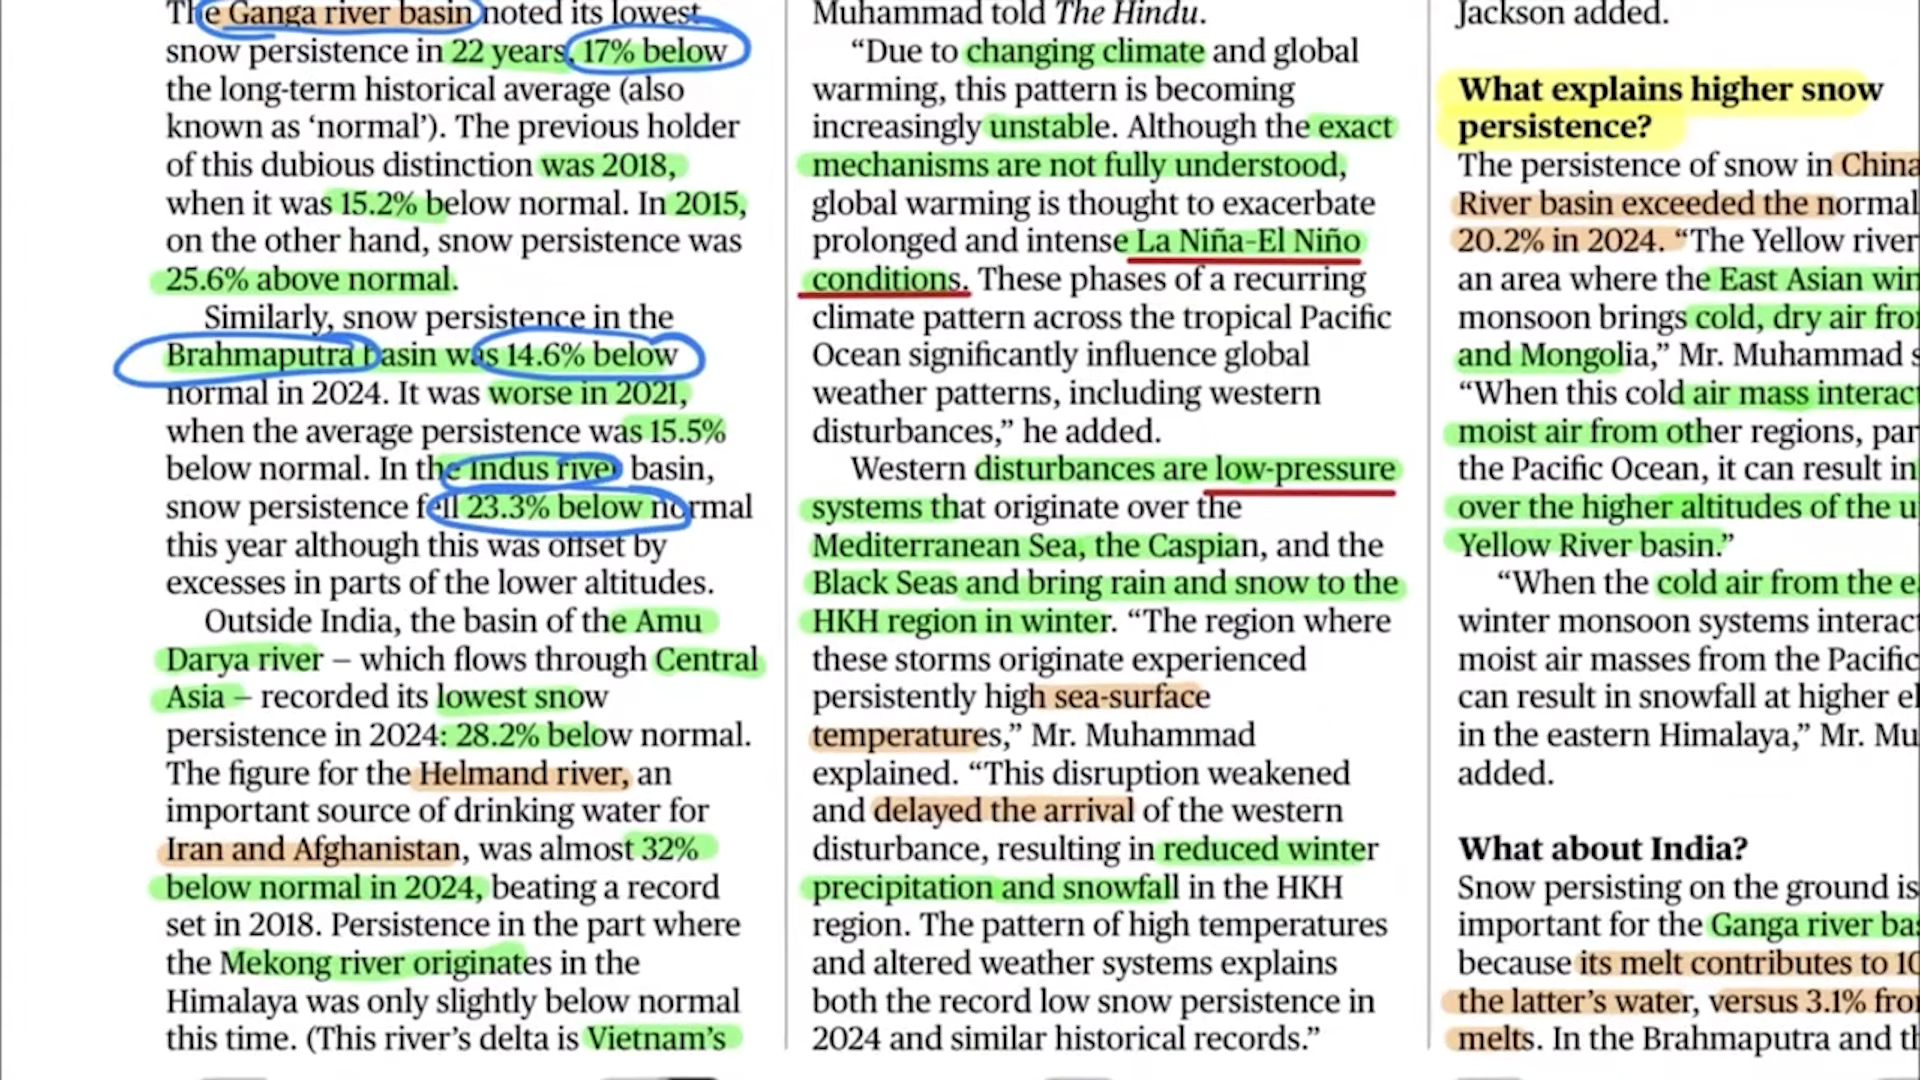 The Ganga river basin noted its lowest
snow persistence in 22 years, 17% below
the long-term historical average (also
known as ‘normal’). The previous holder
of this dubious distinction was 2018,
when it was 15.2% below normal. In 2015,
on the other hand, snow persistence was
25.6% above normal.
Similarly, snow persistence in the
Brahmaputra basin was 14.6% below
normal in 2024. It was worse in 2021,
when the average persistence was 15.5%
below normal. In the Indus river basin,
snow persistence fell 23.3% below normal
this year although this was offset by
excesses in parts of the lower altitudes.
Outside India, the basin of the Amu
Darya river — which flows through Central
Asia — recorded its lowest snow
persistence in 2024: 28.2% below normal.
The figure for the Helmand river, an
important source of drinking water for
Iran and Afghanistan, was almost 32%
below normal in 2024, beating a record
set in 2018. Persistence in the part where
the Mekong river originates in the
Himalaya was only slightly below normal
this time. (This river’s delta is Vietnam’s
Muhammad told The Hindu.
“Due to changing climate and global
warming, this pattern is becoming
increasingly unstable. Although the exact
mechanisms are not fully understood,
global warming is thought to exacerbate
prolonged and intense La Niña-El Niño
conditions. These phases of a recurring
climate pattern across the tropical Pacific
Ocean significantly influence global
weather patterns, including western
disturbances,” he added.
Western disturbances are low-pressure
systems that originate over the
Mediterranean Sea, the Caspian, and the
Black Seas and bring rain and snow to the
HKH region in winter. “The region where
these storms originate experienced
persistently high sea-surface
temperatures,” Mr. Muhammad
explained. “This disruption weakened
and delayed the arrival of the western
disturbance, resulting in reduced winter
precipitation and snowfall in the HKH
region. The pattern of high temperatures
and altered weather systems explains
both the record low snow persistence in
2024 and similar historical records.”
Jackson added.
What explains higher snow
persistence?
The persistence of snow in China
River basin exceeded the normal
20.2% in 2024. “The Yellow river
an area where the East Asian win
monsoon brings cold, dry air fro
and Mongolia,” Mr. Muhammad s
“When this cold air mass interact
moist air from other regions, par
the Pacific Ocean, it can result in
over the higher altitudes of the u
Yellow River basin.”
“When the cold air from the e
winter monsoon systems interact
moist air masses from the Pacific
can result in snowfall at higher el
in the eastern Himalaya,” Mr. Mu
added.
What about India?
Snow persisting on the ground is
important for the Ganga river bas
because its melt contributes to 10
the latter’s water, versus 3.1% fro
melts. In the Brahmaputra and th